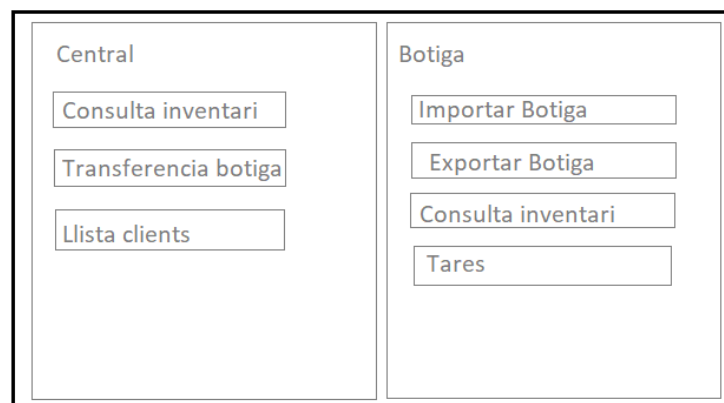 Central
Consulta inventari
Transferencia botiga
Llista clients
Botiga
Importar Botiga
Exportar Botiga
Consulta inventari
Tares